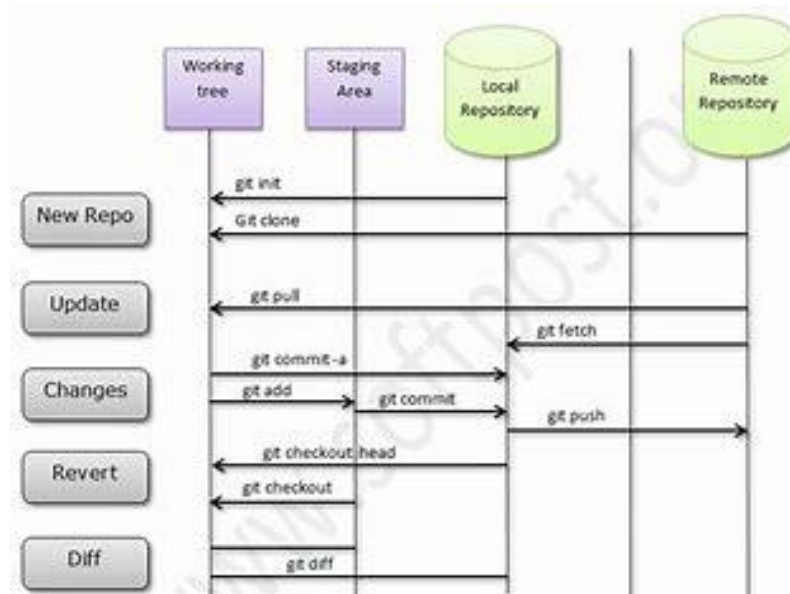 Working
tree
Staging
Area
Local
Repository
Remote
Repository
git init
New Repo
Git clone
Update
git pull
git fetch
git commit-a
Changes
git add
git commit
git push
git checkout head
Revert
git checkout
Diff
git diff